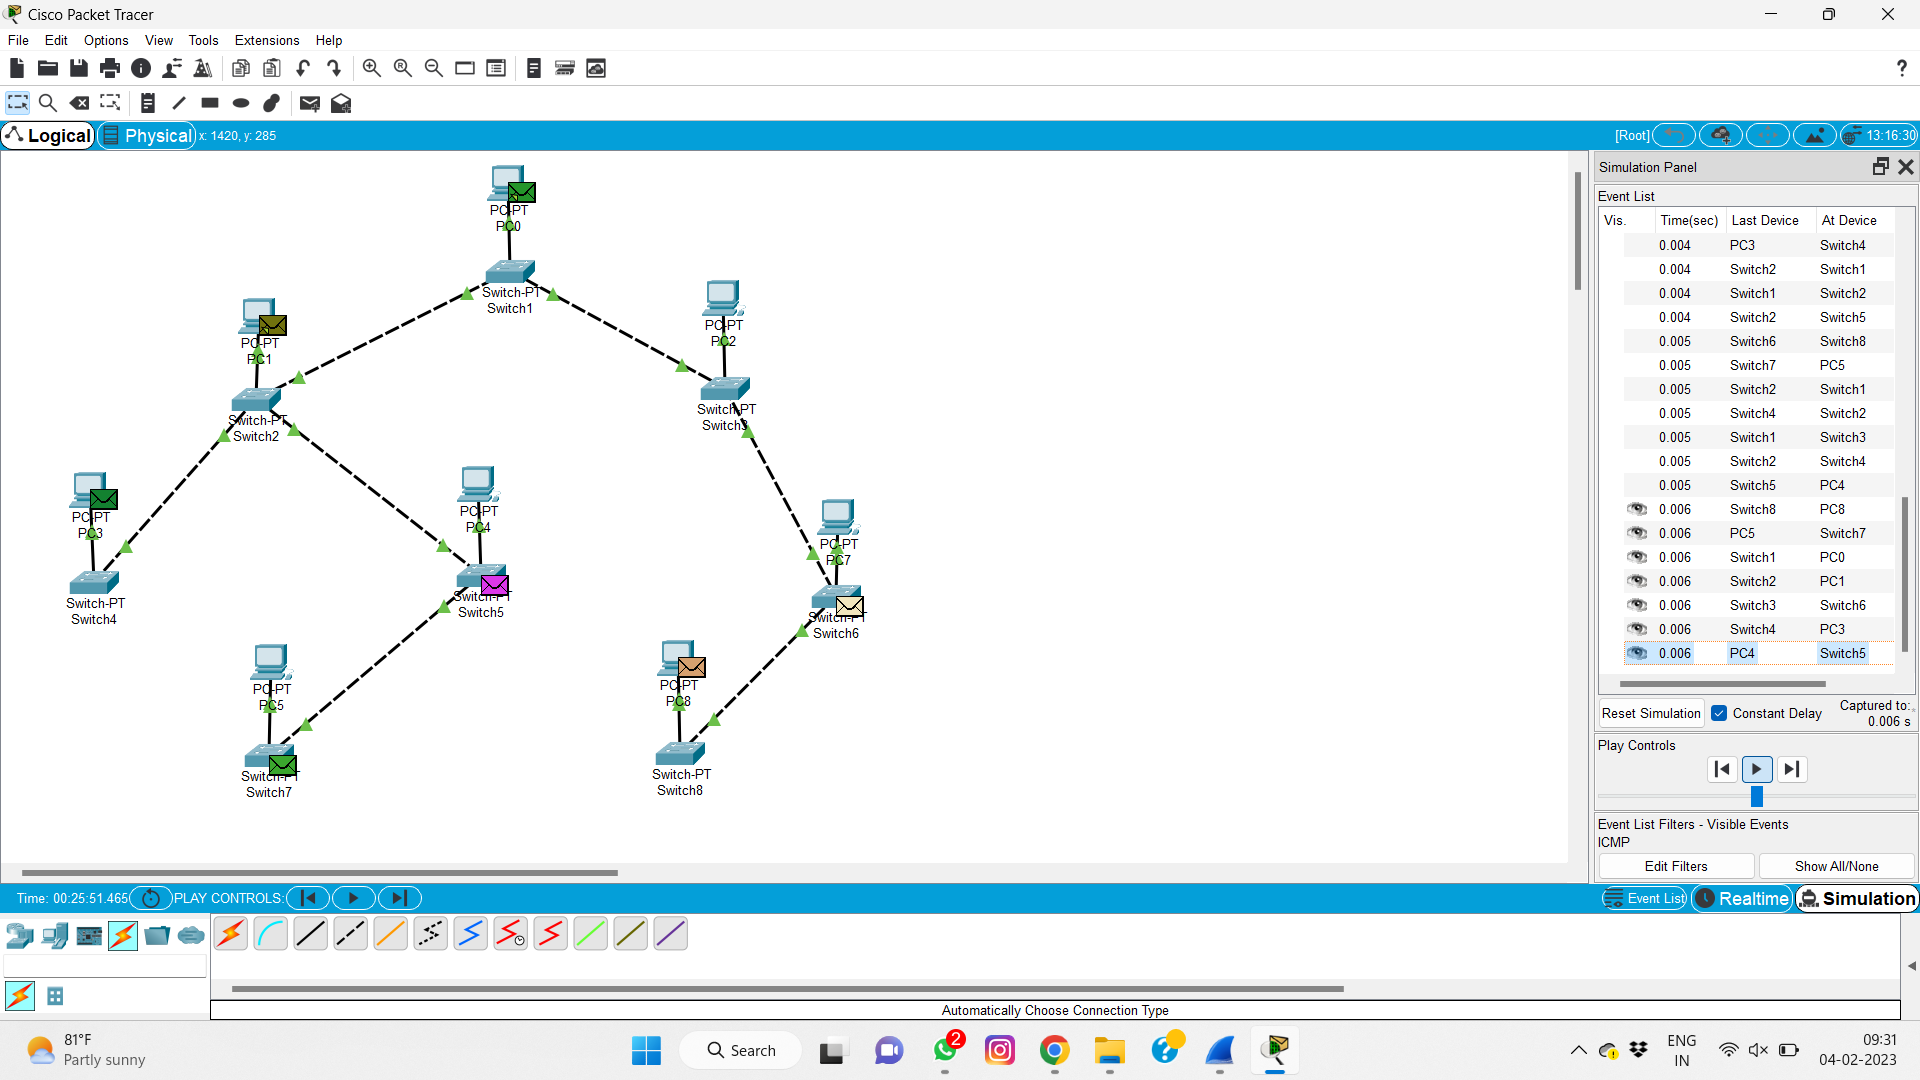 Cisco Packet Tracer
File Edit Options View Tools Extensions Help
Logical Physical x: 1420, y: 285 [Root] 13:16:30
PC-PT
PC0
Switch-PT
Switch1
PC-PT
PC1
PC-PT
PC2
Switch-PT
Switch2
Switch-PT
Switch3
PC-PT
PC3
PC-PT
PC4
PC-PT
PC7
Switch-PT
Switch4
Switch-PT
Switch5
Switch-PT
Switch6
PC-PT
PC5
PC-PT
PC8
Switch-PT
Switch7
Switch-PT
Switch8
Simulation Panel
Event List
Vis. Time(sec) Last Device At Device
0.004 PC3 Switch4
0.004 Switch2 Switch1
0.004 Switch1 Switch2
0.004 Switch2 Switch5
0.005 Switch6 Switch8
0.005 Switch7 PC5
0.005 Switch2 Switch1
0.005 Switch4 Switch2
0.005 Switch1 Switch3
0.005 Switch2 Switch4
0.005 Switch5 PC4
0.006 Switch8 PC8
0.006 PC5 Switch7
0.006 Switch1 PC0
0.006 Switch2 PC1
0.006 Switch3 Switch6
0.006 Switch4 PC3
0.006 PC4 Switch5
Reset Simulation Constant Delay Captured to:
0.006 s
Play Controls
Event List Filters - Visible Events
ICMP
Edit Filters Show All/None
Time: 00:25:51.465 PLAY CONTROLS: Event List Realtime Simulation
Automatically Choose Connection Type
81°F
Partly sunny
Search
2
ENG
IN
09:31
04-02-2023